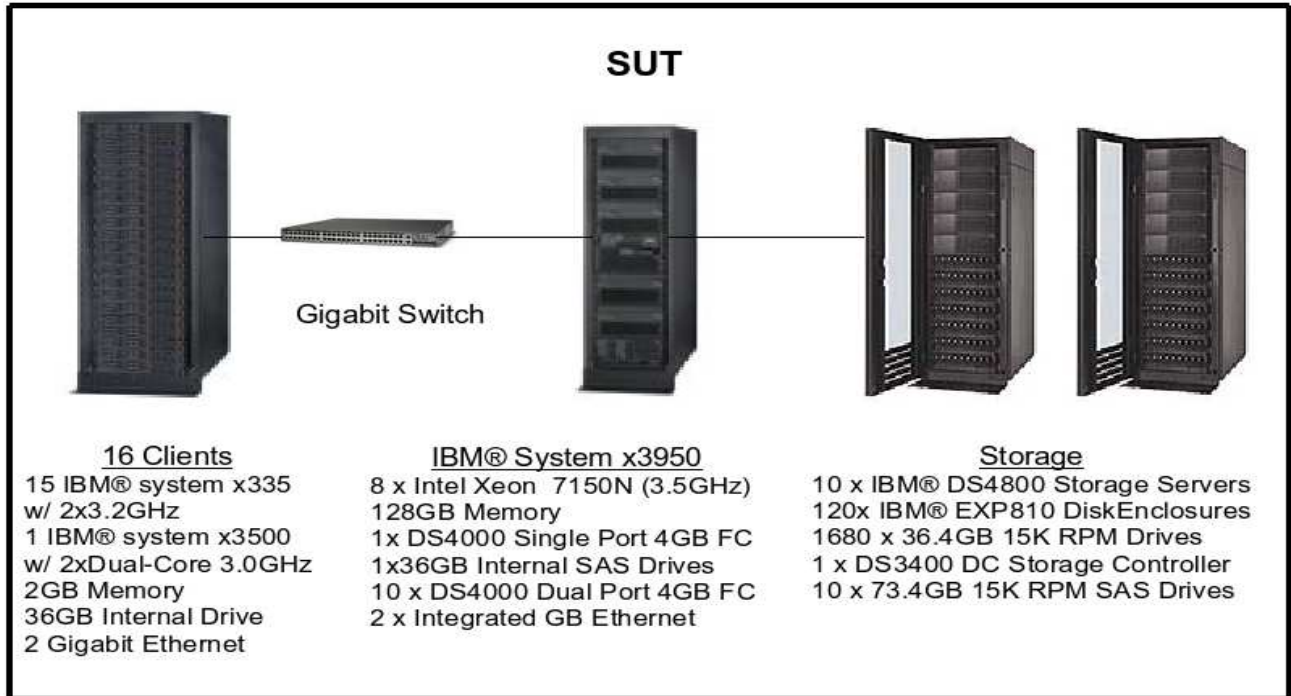 SUT
Gigabit Switch
16 Clients
15 IBM® system x335
w/ 2x3.2GHz
1 IBM® system x3500
w/ 2xDual-Core 3.0GHz
2GB Memory
36GB Internal Drive
2 Gigabit Ethernet
IBM® System x3950
8 x Intel Xeon 7150N (3.5GHz)
128GB Memory
1x DS4000 Single Port 4GB FC
1x36GB Internal SAS Drives
10 x DS4000 Dual Port 4GB FC
2 x Integrated GB Ethernet
Storage
10 x IBM® DS4800 Storage Servers
120x IBM® EXP810 DiskEnclosures
1680 x 36.4GB 15K RPM Drives
1 x DS3400 DC Storage Controller
10 x 73.4GB 15K RPM SAS Drives